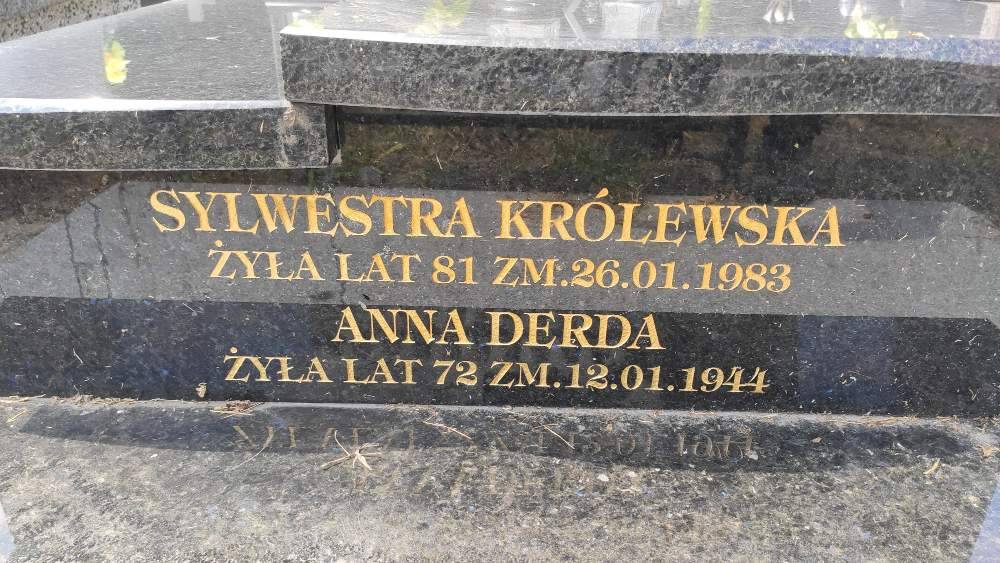 SYLWESTRA KRÓLEWSKA
ŻYŁA LAT 81 ZM.26.01.1983
ANNA DERDA
ŻYŁA LAT 72 ZM.12.01.1944